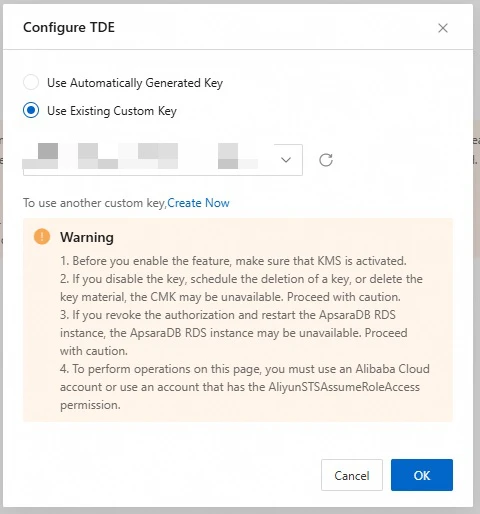 Configure TDE
Use Automatically Generated Key
Use Existing Custom Key
To use another custom key,Create Now
Warning
1. Before you enable the feature, make sure that KMS is activated.
2. If you disable the key, schedule the deletion of a key, or delete the
key material, the CMK may be unavailable. Proceed with caution.
3. If you revoke the authorization and restart the ApsaraDB RDS
instance, the ApsaraDB RDS instance may be unavailable. Proceed
with caution.
4. To perform operations on this page, you must use an Alibaba Cloud
account or use an account that has the AliyunSTSAssumeRoleAccess
permission.
Cancel
OK